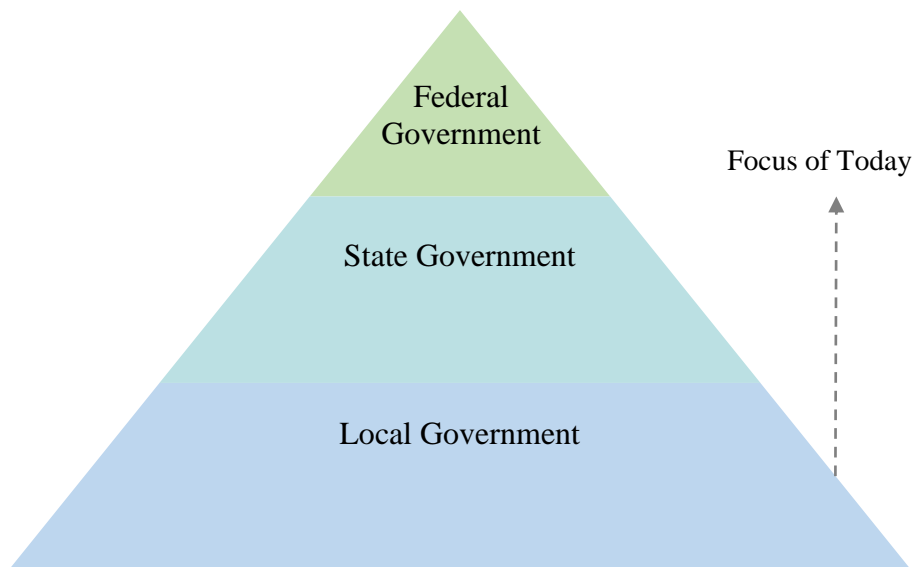 Federal
Government
Focus of Today
State Government
Local Government